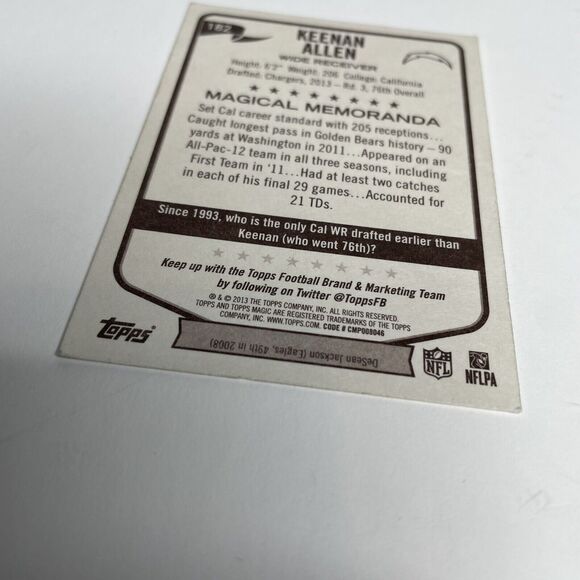 182
KEENAN
ALLEN
WIDE RECEIVER
Height: 6'2" Weight: 206 College: California
Drafted: Chargers, 2013 – Rd. 3, 76th Overall
MAGICAL MEMORANDA
Set Cal career standard with 205 receptions...
Caught longest pass in Golden Bears history – 90
yards at Washington in 2011...Appeared on an
All-Pac-12 team in all three seasons, including
First Team in '11...Had at least two catches
in each of his final 29 games...Accounted for
21 TDs.
Since 1993, who is the only Cal WR drafted earlier than
Keenan (who went 76th)?
Keep up with the Topps Football Brand & Marketing Team
by following on Twitter @ToppsFB
® & © 2013 THE TOPPS COMPANY, INC. ALL RIGHTS RESERVED.
TOPPS AND TOPPS MAGIC ARE REGISTERED TRADEMARKS OF THE TOPPS
COMPANY, INC. WWW.TOPPS.COM. CODE # CMP008046
topps
DeSean Jackson (Eagles, 49th in 2008)
NFL
NFLPA